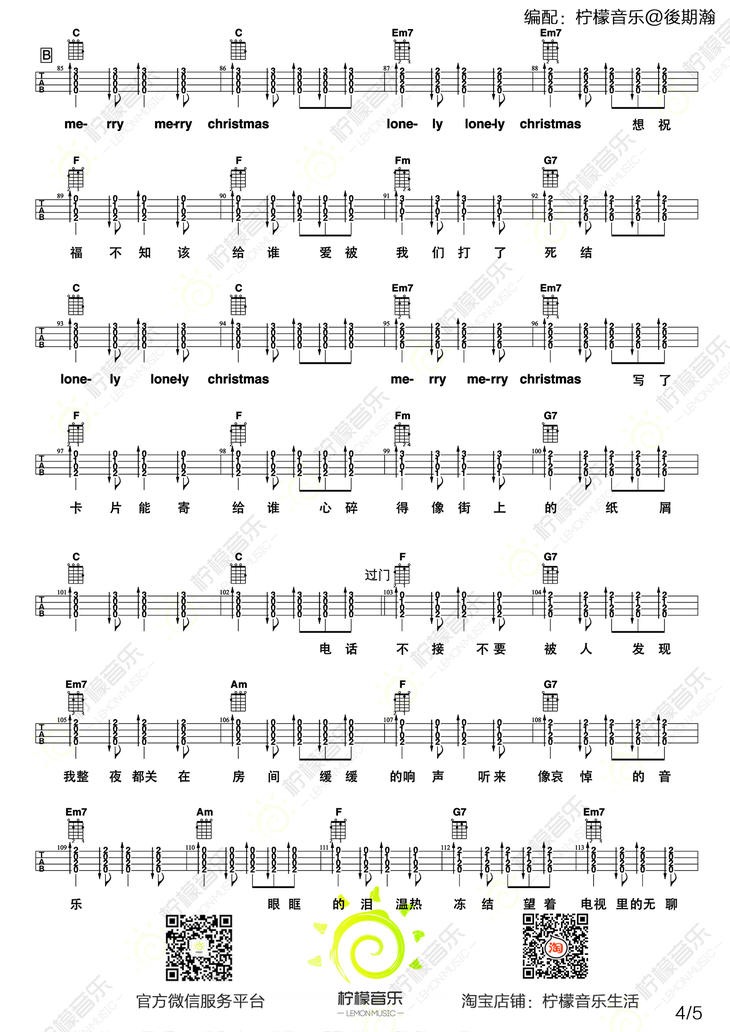 编配：柠檬音乐@後期瀚
B
C C Em7 Em7
85 86 87 88
me- rry me-rry christmas lone- ly lone-ly christmas 想 祝
F F Fm G7
89 90 91 92
福 不 知 该 给 谁 爱 被 我 们 打 了 死 结
C C Em7 Em7
93 94 95 96
lone- ly lone-ly christmas me- rry me-rry christmas 写 了
F F Fm G7
97 98 99 100
卡 片 能 寄 给 谁 心 碎 得 像 街 上 的 纸 屑
C C 过门 F G7
101 102 103 104
电 话 不 接 不 要 被 人 发 现
Em7 Am F G7
105 106 107 108
我 整 夜 都 关 在 房 间 缓 缓 的 响 声 听 来 像 哀 悼 的 音
Em7 Am F G7 Em7
109 110 111 112 113
乐 眼 眶 的 泪 温 热 冻 结 望 着 电 视 里 的 无 聊
淘
官方微信服务平台 柠檬音乐 淘宝店铺：柠檬音乐生活
— LEMON MUSIC —
4/5